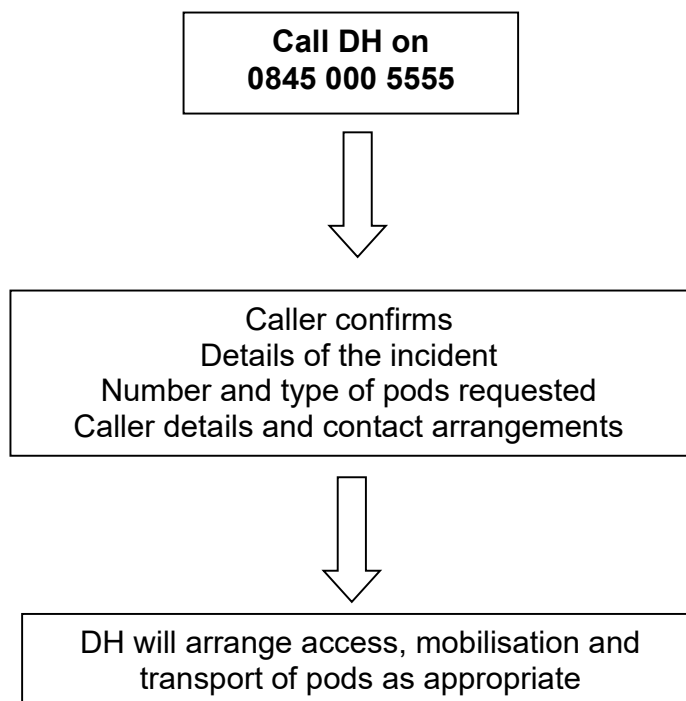 Call DH on
0845 000 5555
Caller confirms
Details of the incident
Number and type of pods requested
Caller details and contact arrangements
DH will arrange access, mobilisation and
transport of pods as appropriate